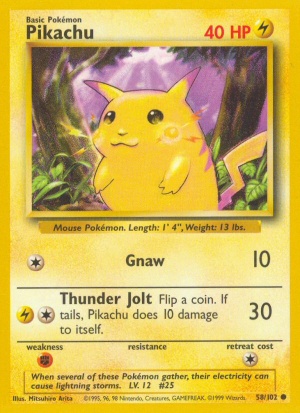 Basic Pokémon
Pikachu 40 HP
Mouse Pokémon. Length: 1' 4", Weight: 13 lbs.
Gnaw 10
Thunder Jolt Flip a coin. If
tails, Pikachu does 10 damage
to itself.
30
weakness resistance retreat cost
When several of these Pokémon gather, their electricity can
cause lightning storms. LV. 12 #25
Illus. Mitsuhiro Arita ©1995, 96, 98 Nintendo, Creatures, GAMEFREAK. ©1999 Wizards. 58/102